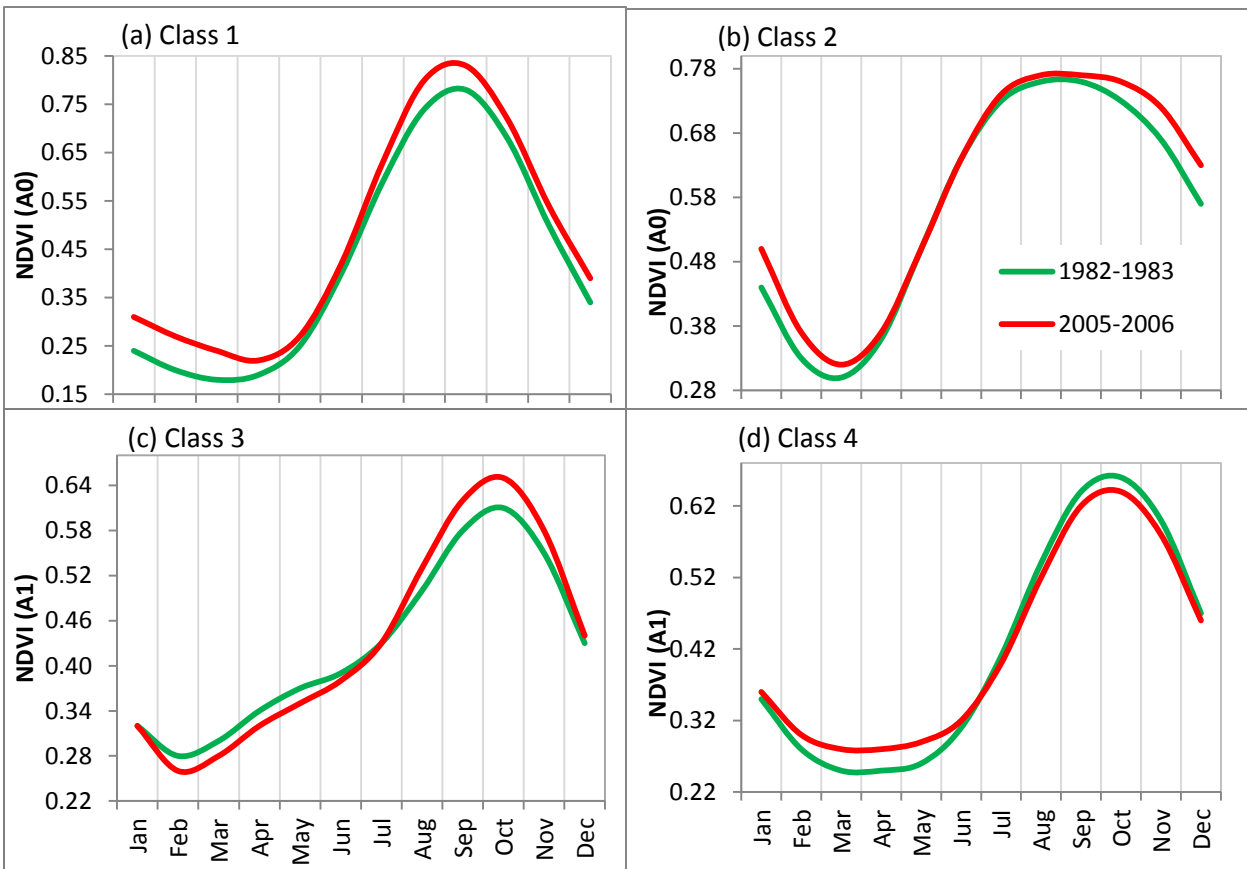 (a) Class 1
NDVI (A0)
0.85
0.75
0.65
0.55
0.45
0.35
0.25
0.15
(b) Class 2
NDVI (A0)
0.78
0.68
0.58
0.48
0.38
0.28
1982-1983
2005-2006
(c) Class 3
NDVI (A1)
0.64
0.58
0.52
0.46
0.40
0.34
0.28
0.22
Jan
Feb
Mar
Apr
May
Jun
Jul
Aug
Sep
Oct
Nov
Dec
(d) Class 4
NDVI (A1)
0.62
0.52
0.42
0.32
0.22
Jan
Feb
Mar
Apr
May
Jun
Jul
Aug
Sep
Oct
Nov
Dec